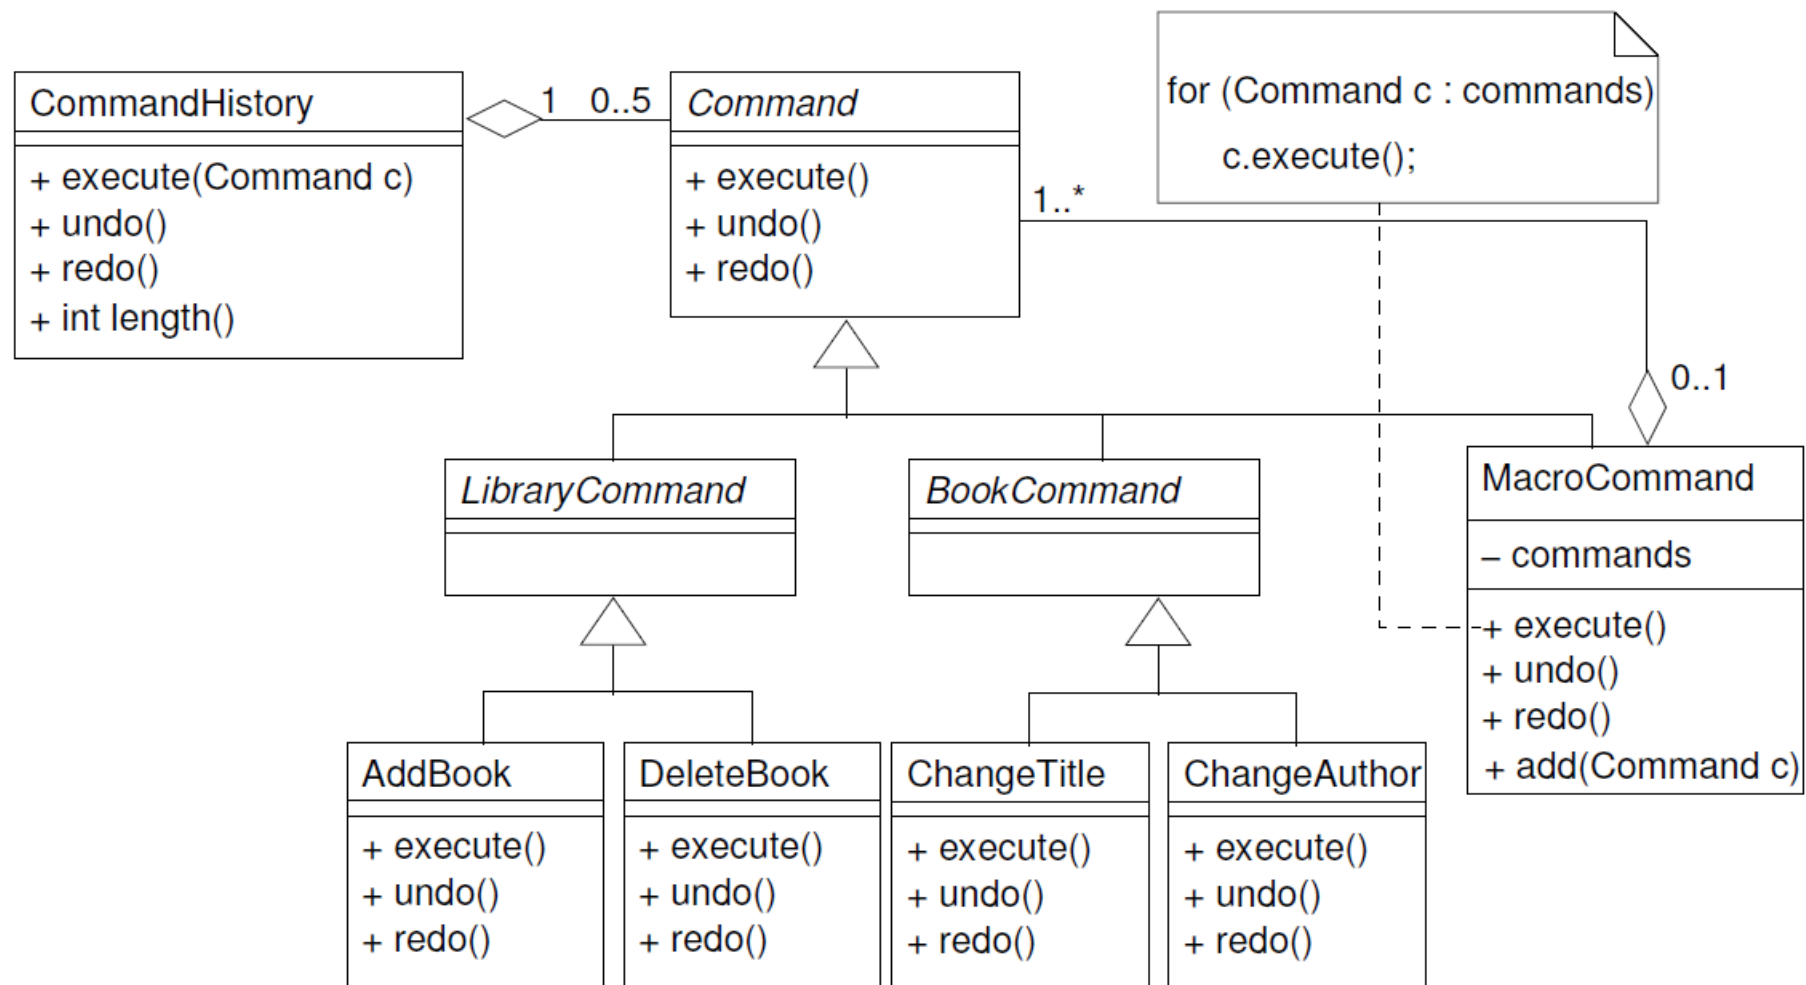 CommandHistory
+ execute(Command c)
+ undo()
+ redo()
+ int length()
1
0..5
Command
+ execute()
+ undo()
+ redo()
1..*
for (Command c : commands)
c.execute();
0..1
LibraryCommand
BookCommand
MacroCommand
– commands
+ execute()
+ undo()
+ redo()
+ add(Command c)
AddBook
+ execute()
+ undo()
+ redo()
DeleteBook
+ execute()
+ undo()
+ redo()
ChangeTitle
+ execute()
+ undo()
+ redo()
ChangeAuthor
+ execute()
+ undo()
+ redo()